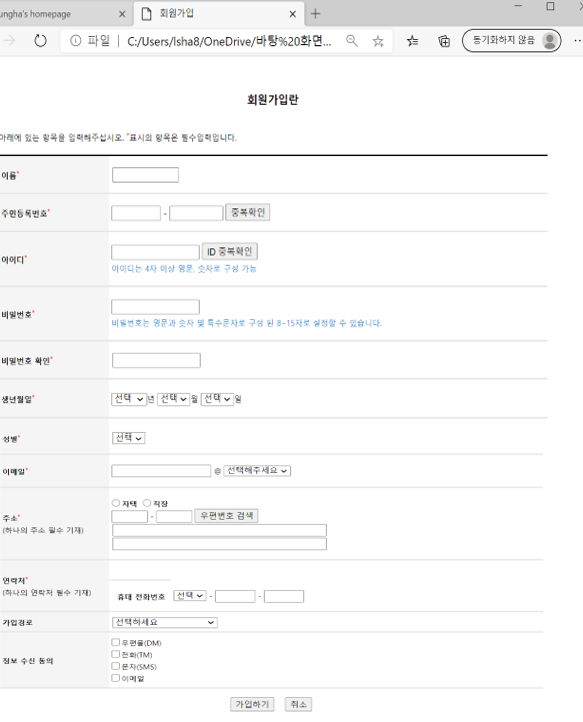 ungha's homepage
회원가입
파일 | C:/Users/lsha8/OneDrive/바탕%20화면...
동기화하지 않음
회원가입란
아래에 있는 항목을 입력해주십시오. *표시의 항목은 필수입력입니다.
이름*
주민등록번호* - 중복확인
아이디* ID 중복확인
아이디는 4자 이상 영문, 숫자로 구성 가능
비밀번호*
비밀번호는 영문과 숫자 및 특수문자로 구성 된 8-15자로 설정할 수 있습니다.
비밀번호 확인*
생년월일* 선택 년 선택 월 선택 일
성별* 선택
이메일* @ 선택해주세요
자택 직장
주소* - 우편번호 검색
(하나의 주소 필수 기재)
연락처*
(하나의 연락처 필수 기재)
휴대 전화번호 선택 - -
가입경로 선택하세요
우편물(DM)
전화(TM)
정보 수신 동의
문자(SMS)
이메일
가입하기 취소